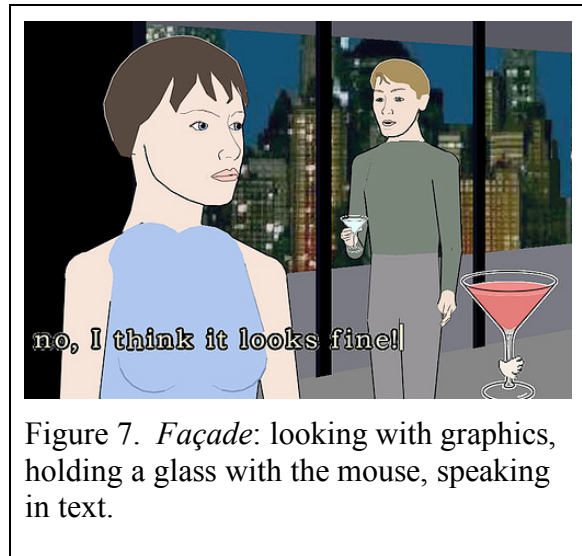 no, I think it looks fine!
Figure 7. Façade: looking with graphics,
holding a glass with the mouse, speaking
in text.